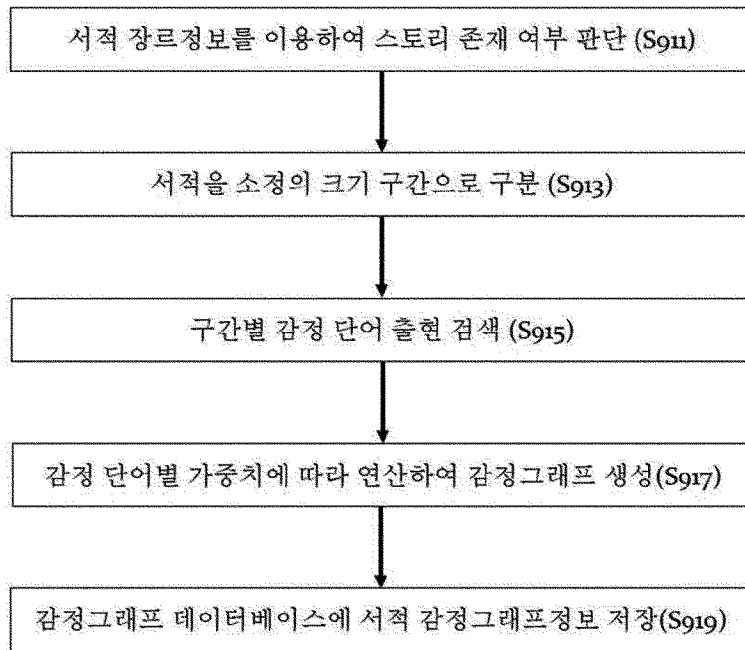 서적 장르정보를 이용하여 스토리 존재 여부 판단 (S911)
서적을 소정의 크기 구간으로 구분 (S913)
구간별 감정 단어 출현 검색 (S915)
감정 단어별 가중치에 따라 연산하여 감정그래프 생성(S917)
감정그래프 데이터베이스에 서적 감정그래프정보 저장(S919)